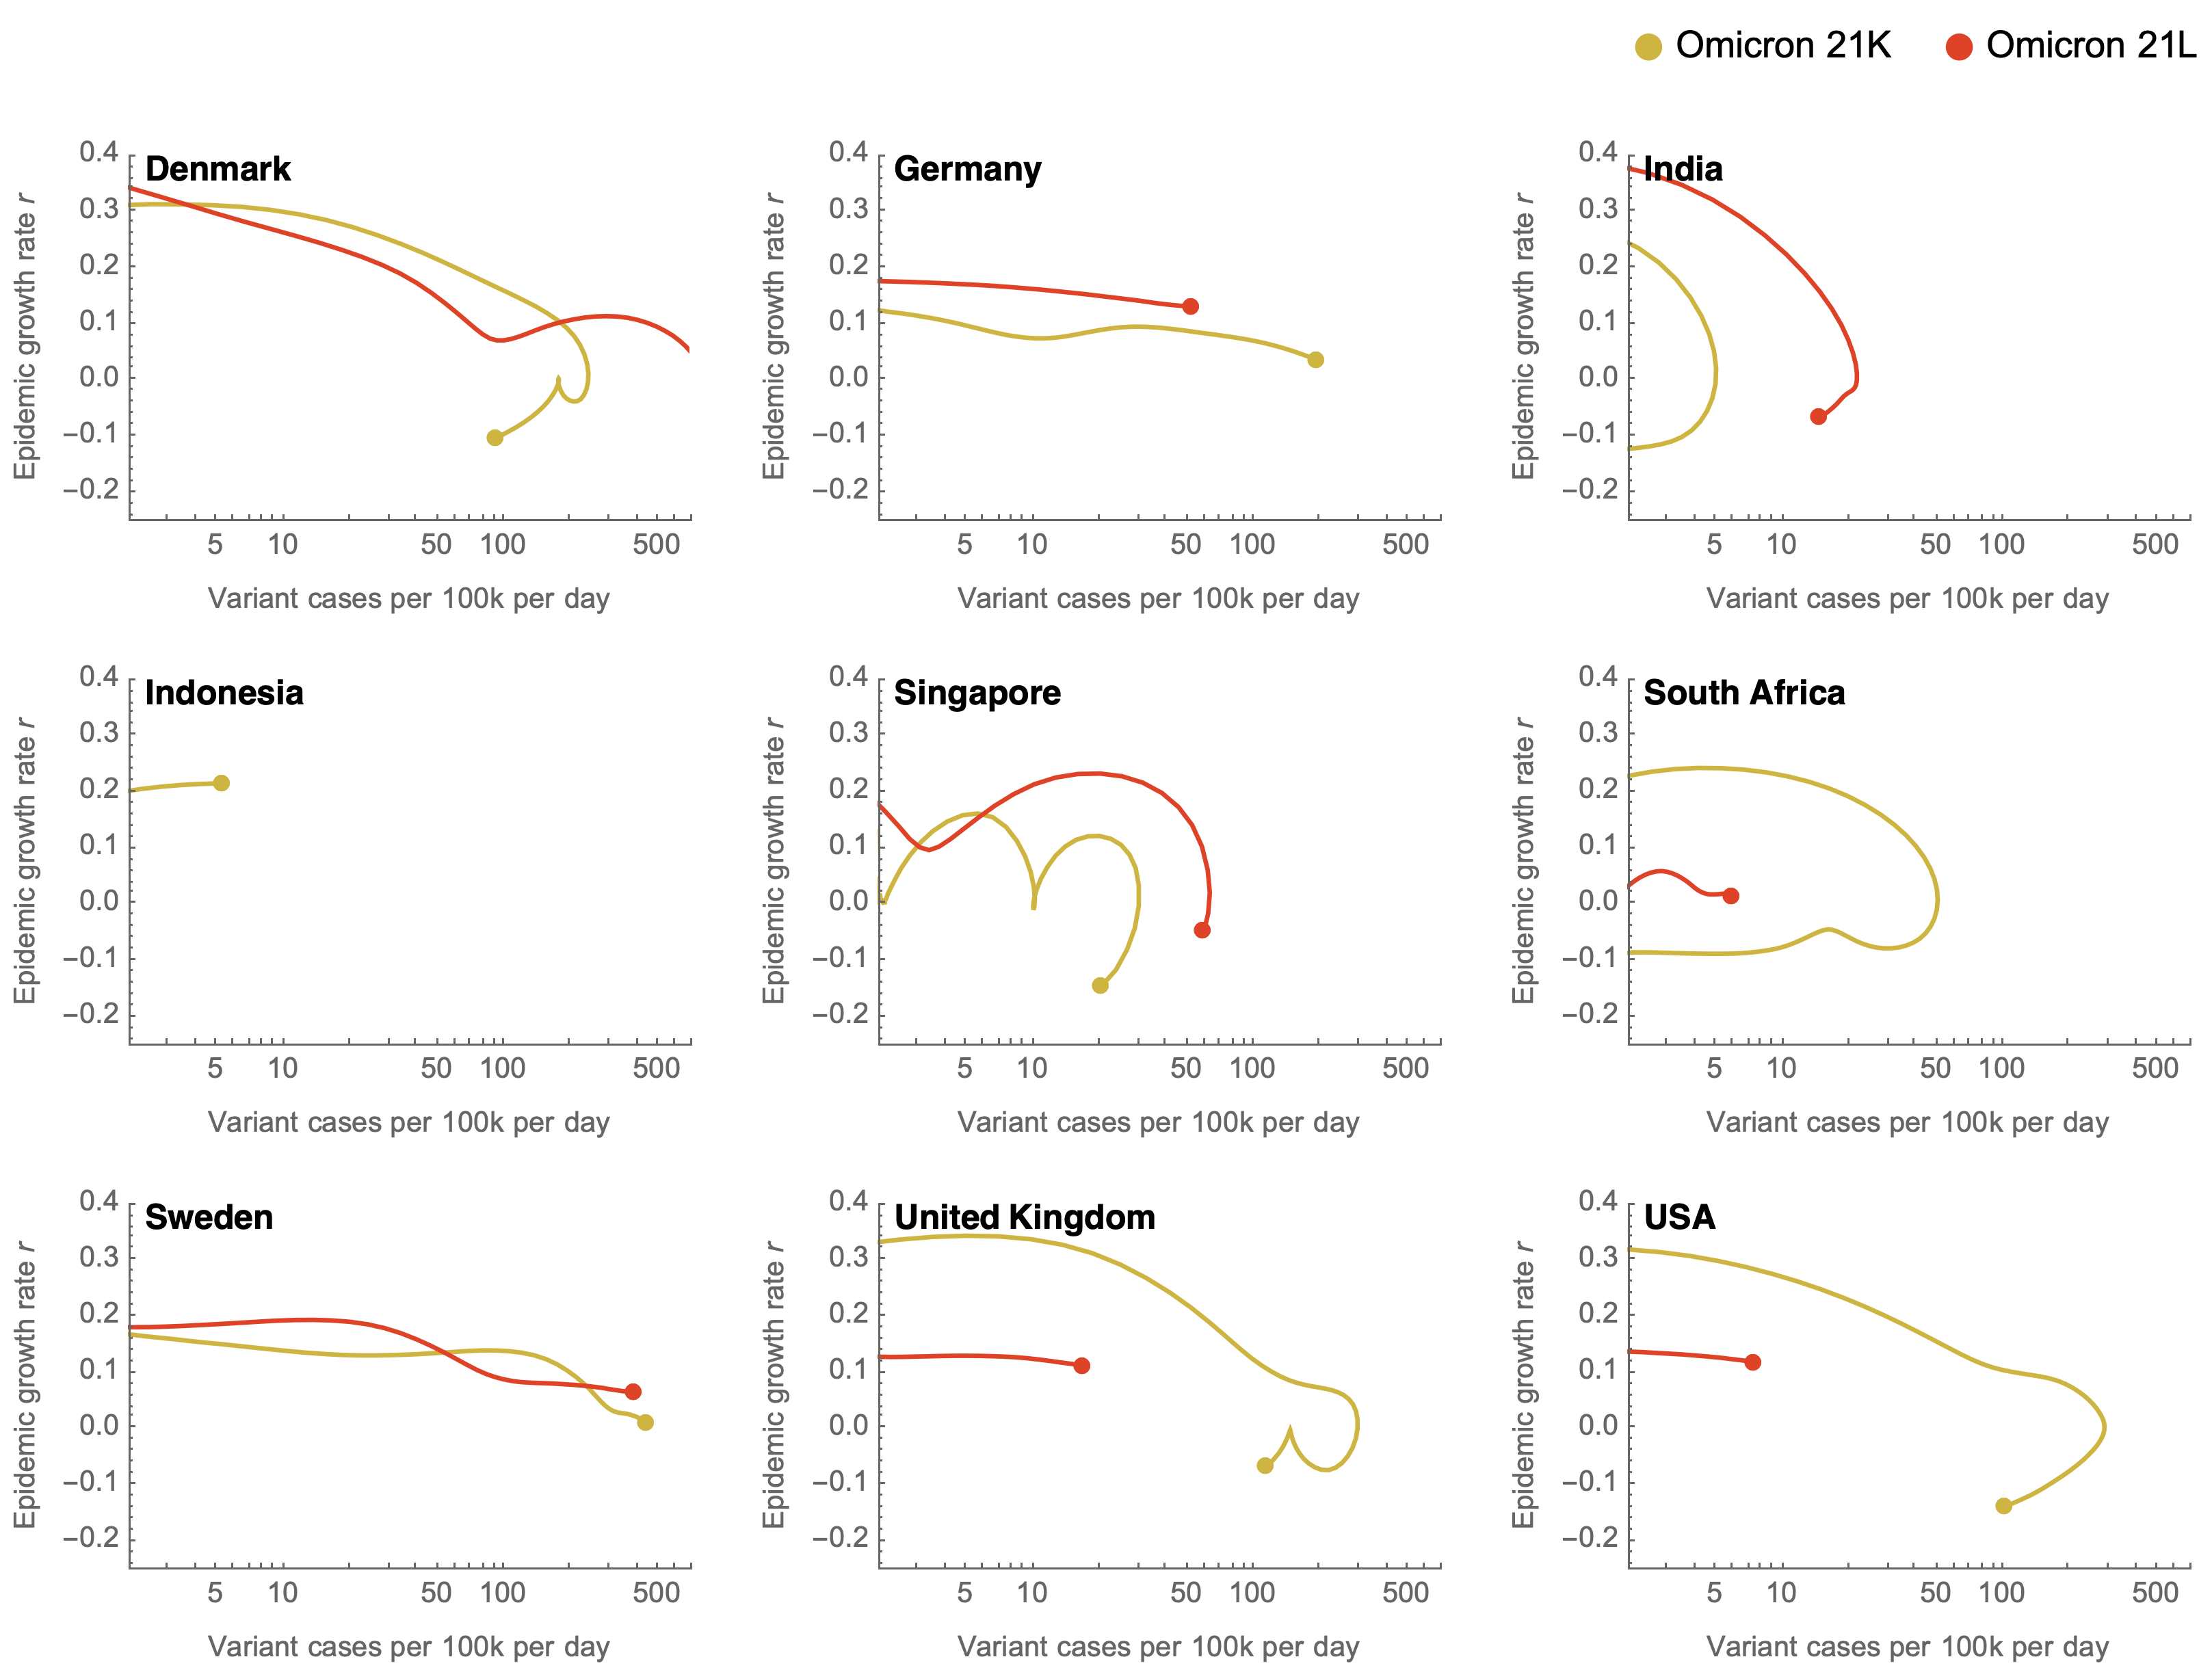 Omicron 21K Omicron 21L
Denmark
Epidemic growth rate r
0.4
0.3
0.2
0.1
0.0
−0.1
−0.2
5 10 50 100 500
Variant cases per 100k per day
Germany
Epidemic growth rate r
0.4
0.3
0.2
0.1
0.0
−0.1
−0.2
5 10 50 100 500
Variant cases per 100k per day
India
Epidemic growth rate r
0.4
0.3
0.2
0.1
0.0
−0.1
−0.2
5 10 50 100 500
Variant cases per 100k per day
Indonesia
Epidemic growth rate r
0.4
0.3
0.2
0.1
0.0
−0.1
−0.2
5 10 50 100 500
Variant cases per 100k per day
Singapore
Epidemic growth rate r
0.4
0.3
0.2
0.1
0.0
−0.1
−0.2
5 10 50 100 500
Variant cases per 100k per day
South Africa
Epidemic growth rate r
0.4
0.3
0.2
0.1
0.0
−0.1
−0.2
5 10 50 100 500
Variant cases per 100k per day
Sweden
Epidemic growth rate r
0.4
0.3
0.2
0.1
0.0
−0.1
−0.2
5 10 50 100 500
Variant cases per 100k per day
United Kingdom
Epidemic growth rate r
0.4
0.3
0.2
0.1
0.0
−0.1
−0.2
5 10 50 100 500
Variant cases per 100k per day
USA
Epidemic growth rate r
0.4
0.3
0.2
0.1
0.0
−0.1
−0.2
5 10 50 100 500
Variant cases per 100k per day